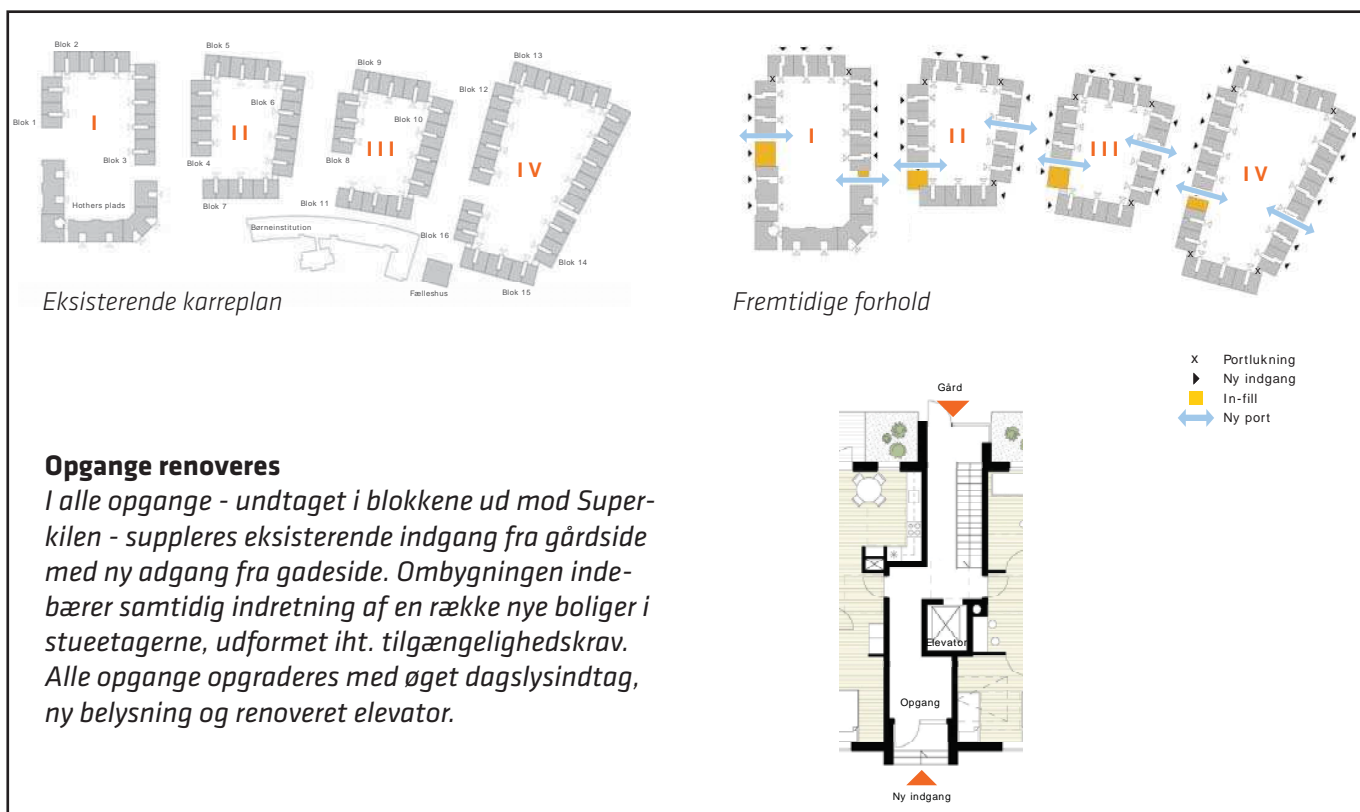 Blok 2
Blok 5
Blok 9
Blok 13
Blok 12
Blok 6
Blok 10
Blok 1
I
II
III
IV
Blok 3
Blok 4
Blok 8
Blok 7
Blok 11
Hothers plads
Børneinstitution
Blok 16
Blok 14
Blok 15
Fælleshus
Eksisterende karreplan
x x x x x x x x x x x
I
II
III
IV
Fremtidige forhold
x Portlukning
Ny indgang
In-fill
Ny port
Opgange renoveres
I alle opgange - undtaget i blokkene ud mod Super-
kilen - suppleres eksisterende indgang fra gårdside
med ny adgang fra gadeside. Ombygningen inde-
bærer samtidig indretning af en række nye boliger i
stueetagerne, udformet iht. tilgængelighedskrav.
Alle opgange opgraderes med øget dagslysindtag,
ny belysning og renoveret elevator.
Gård
Elevator
Opgang
Ny indgang